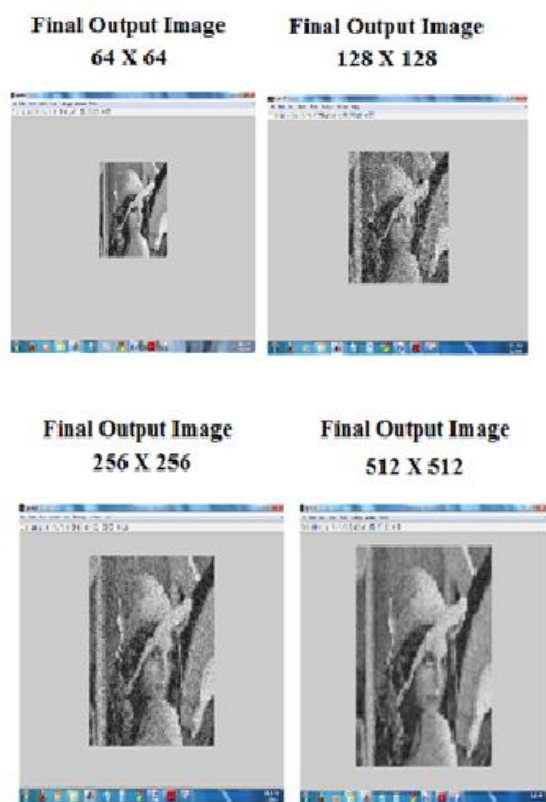 Final Output Image
64 X 64
Final Output Image
128 X 128
Final Output Image
256 X 256
Final Output Image
512 X 512